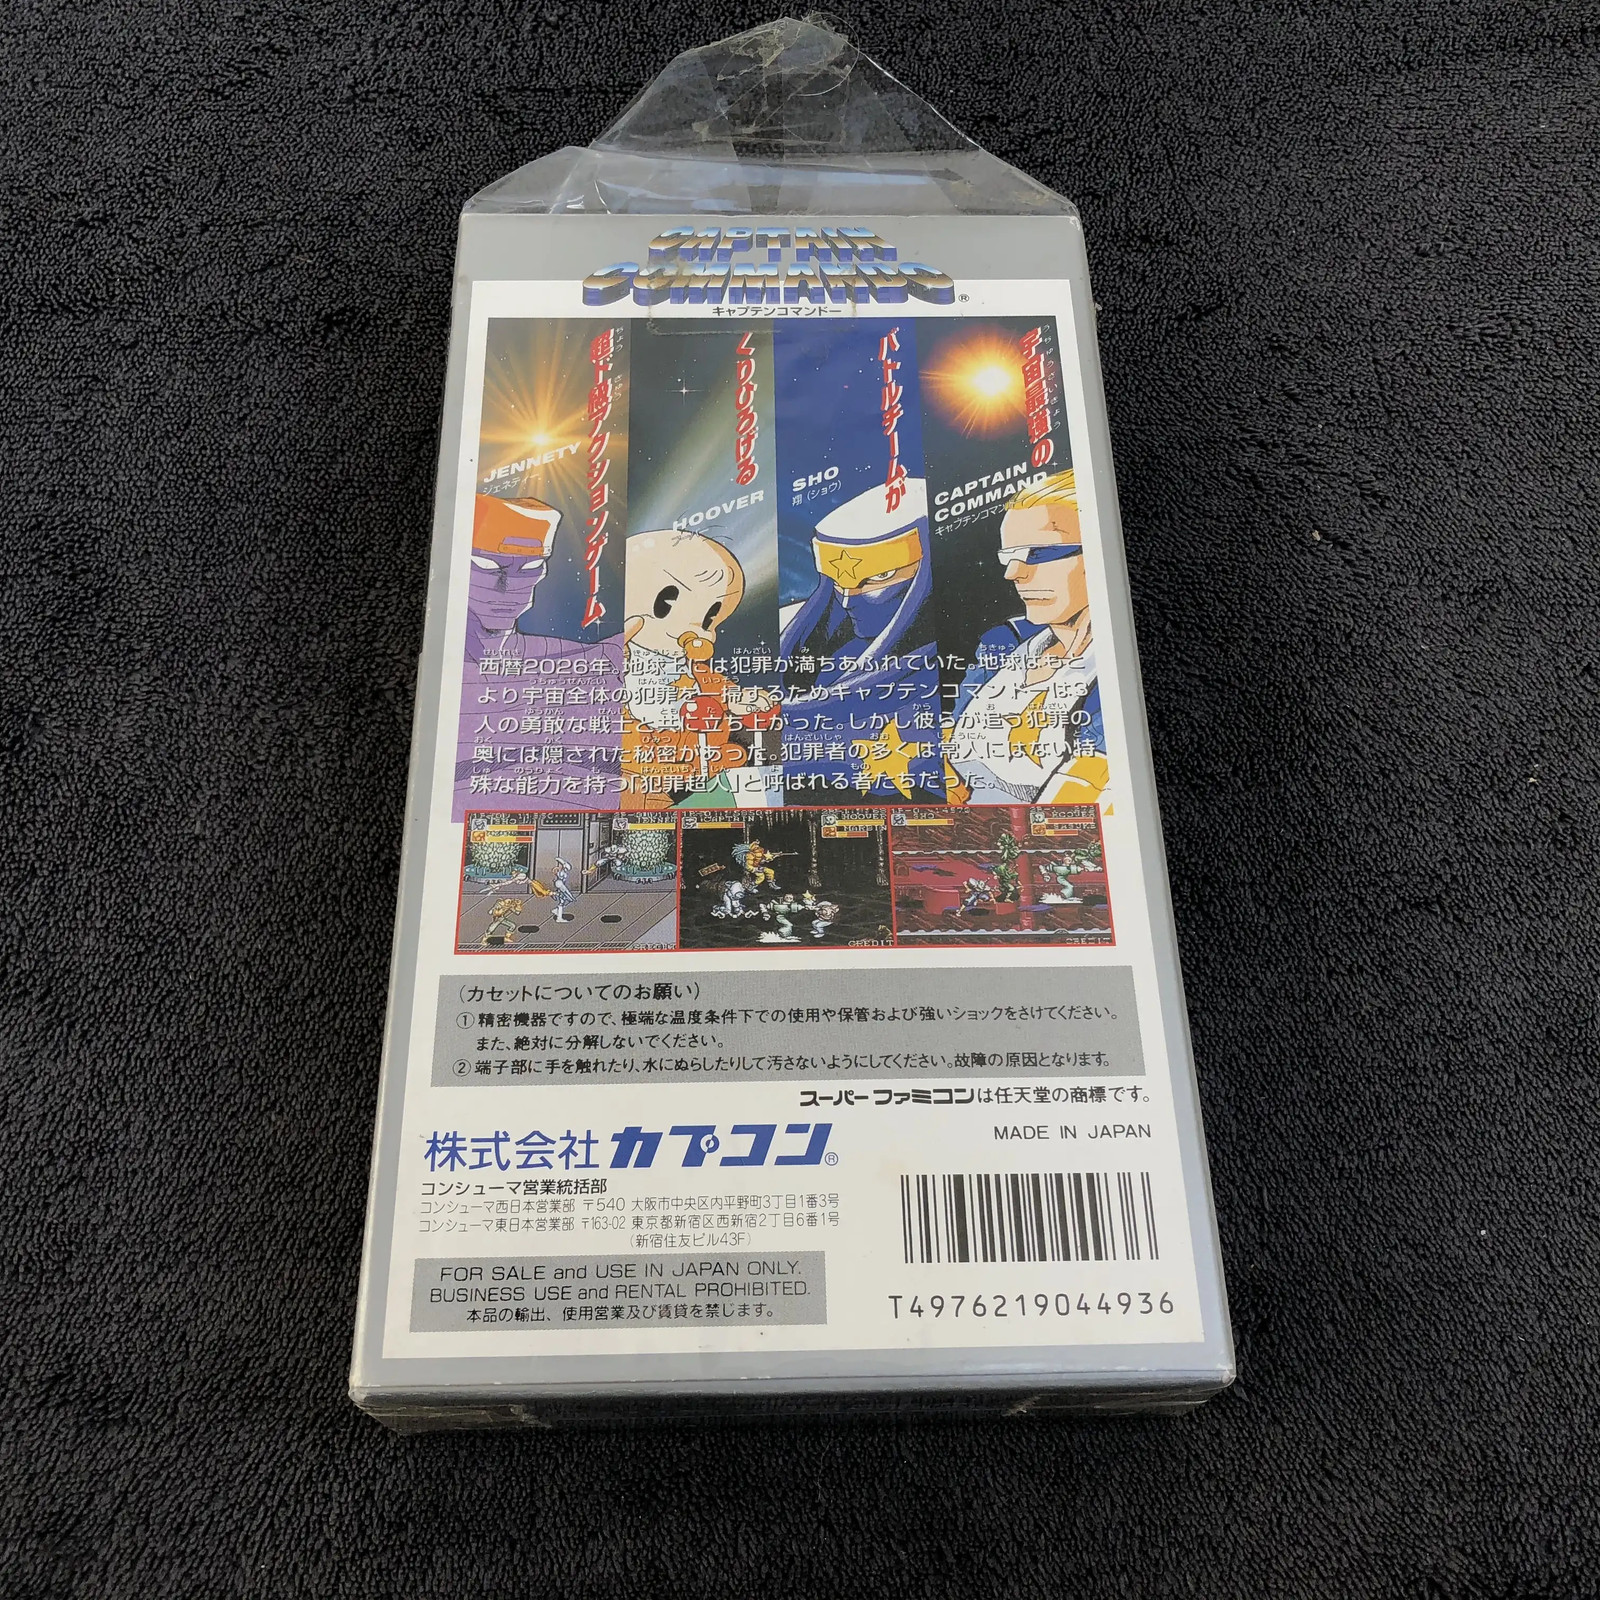 CAPTAIN
COMMANDO®
キャプテンコマンドー
宇宙最強の
バトルチームが
くりひろげる
超ド級アクションゲーム
JENNETY
ジェネティー
HOOVER
フーバー
SHO
翔(ショウ)
CAPTAIN
COMMAND
キャプテンコマンドー
西暦2026年。地球上には犯罪が満ちあふれていた。地球はもと
より宇宙全体の犯罪を一掃するためキャプテンコマンドーは3
人の勇敢な戦士と共に立ち上がった。しかし彼らが追う犯罪の
奥には隠された秘密があった。犯罪者の多くは常人にはない特
殊な能力を持つ「犯罪超人」と呼ばれる者たちだった。
CREDIT
CREDIT
CREDIT
(カセットについてのお願い)
①精密機器ですので、極端な温度条件下での使用や保管および強いショックをさけてください。
また、絶対に分解しないでください。
②端子部に手を触れたり、水にぬらしたりして汚さないようにしてください。故障の原因となります。
スーパーファミコンは任天堂の商標です。
株式会社カプコン®
MADE IN JAPAN
コンシューマ営業統括部
コンシューマ西日本営業部 〒540 大阪市中央区内平野町3丁目1番3号
コンシューマ東日本営業部 〒163-02 東京都新宿区西新宿2丁目6番1号
(新宿住友ビル43F)
FOR SALE and USE IN JAPAN ONLY.
BUSINESS USE and RENTAL PROHIBITED.
本品の輸出、使用営業及び賃貸を禁じます。
T4976219044936